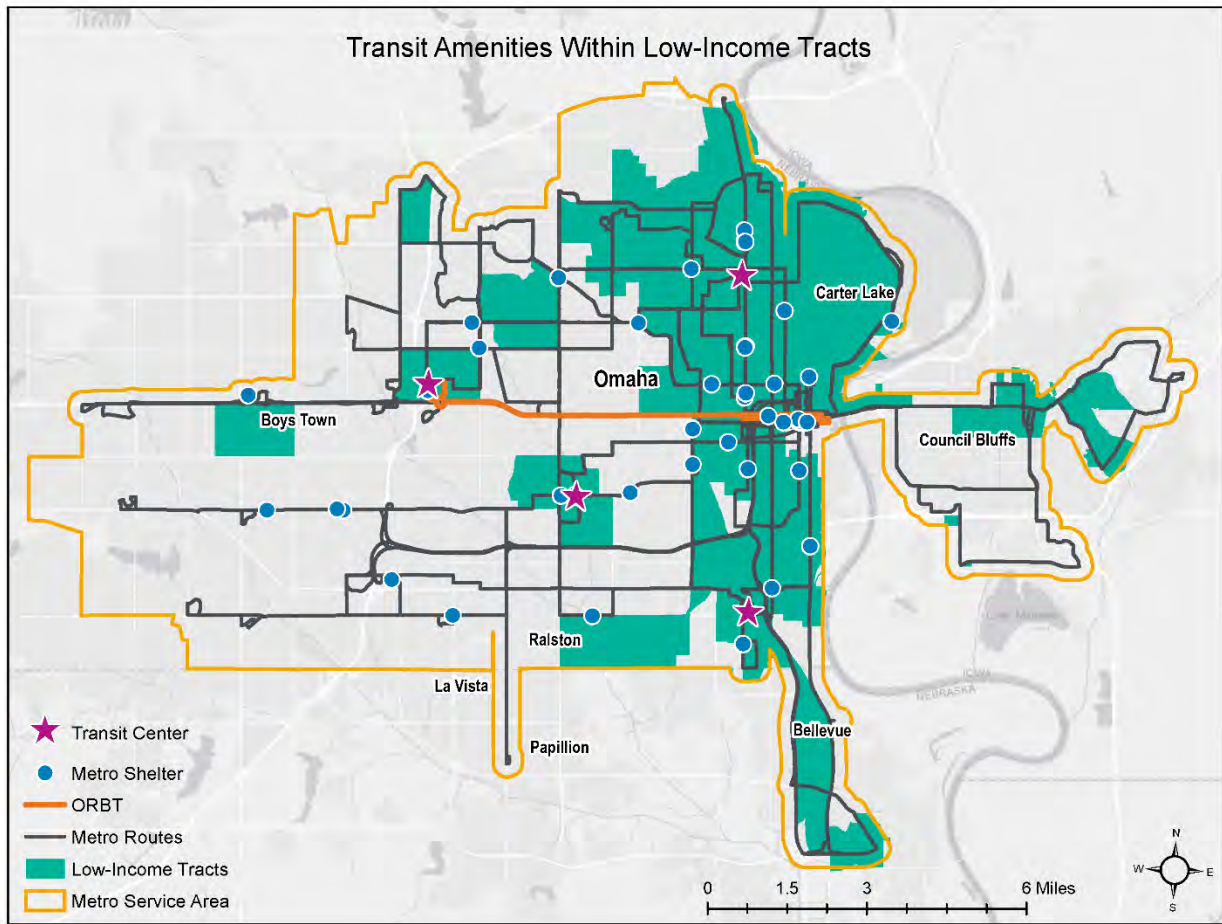 Transit Amenities Within Low-Income Tracts
IOWA
NEBRASKA
Carter Lake
Omaha
Boys Town
Council Bluffs
Ralston
La Vista
IOWA
NEBRASKA
Papillion
Bellevue
Transit Center
Metro Shelter
ORBT
Metro Routes
Low-Income Tracts
Metro Service Area
0 1.5 3 6 Miles
N
W E
S